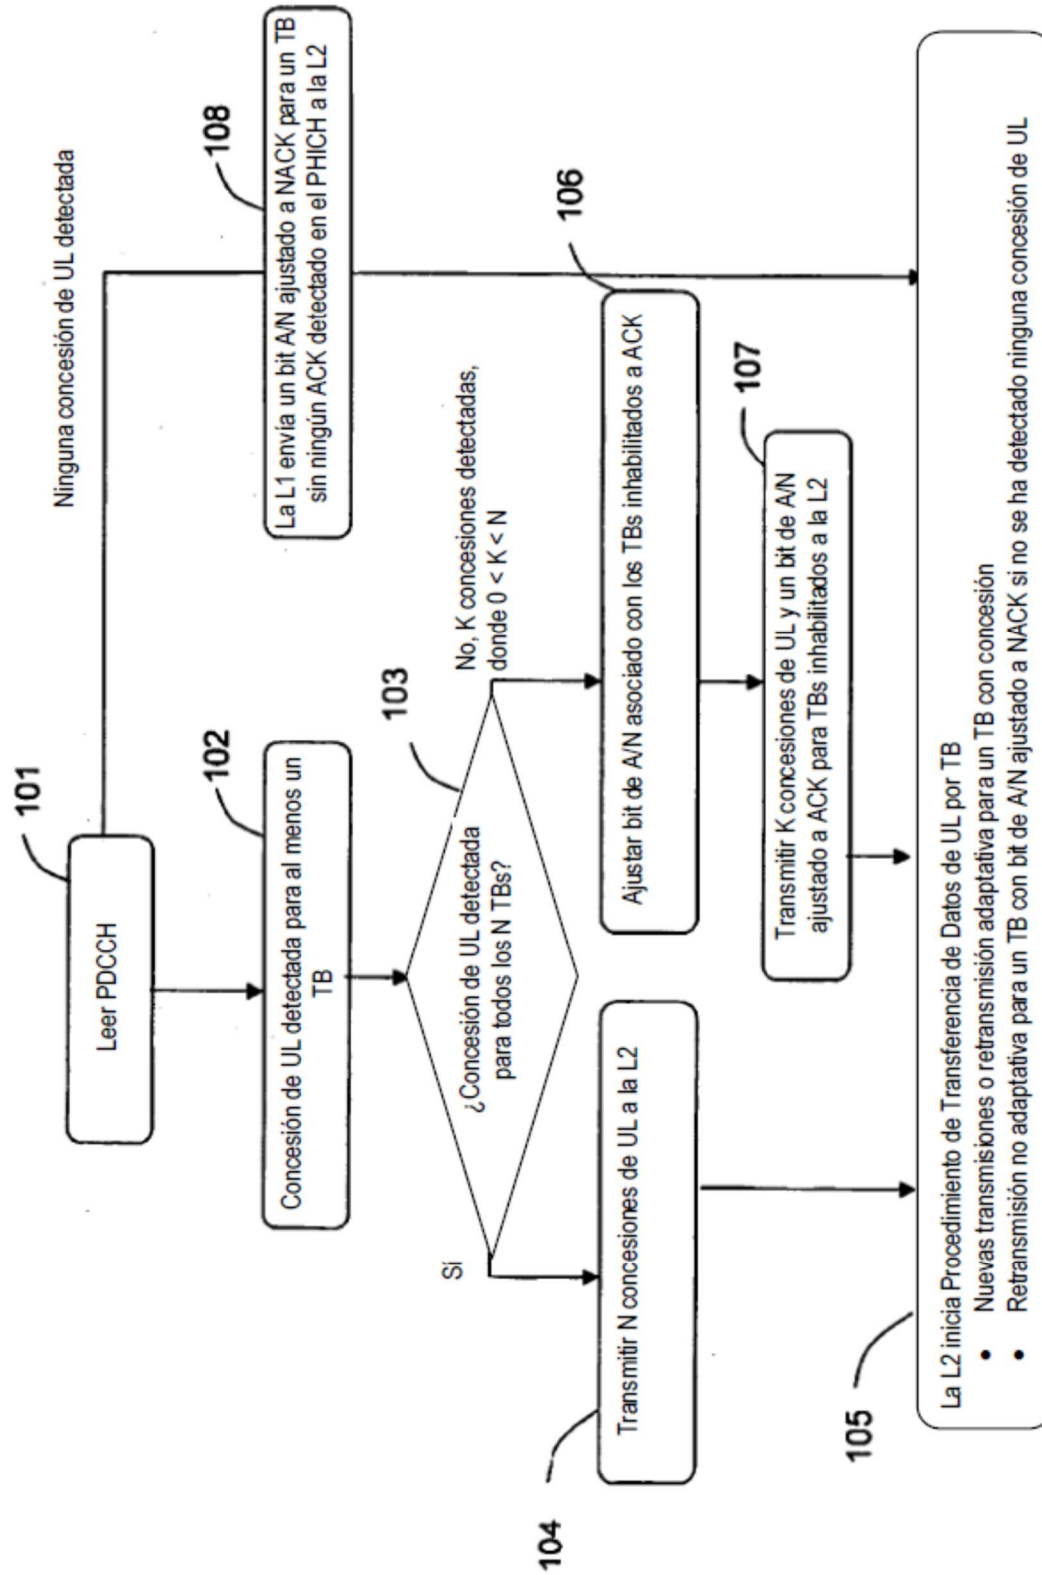 Ninguna concesión de UL detectada
101
Leer PDCCH
108
La L1 envía un bit A/N ajustado a NACK para un TB
sin ningún ACK detectado en el PHICH a la L2
102
Concesión de UL detectada para al menos un
TB
103
¿Concesión de UL detectada
para todos los N TBs?
Sí
No, K concesiones detectadas,
donde 0 < K < N
104
Transmitir N concesiones de UL a la L2
106
Ajustar bit de A/N asociado con los TBs inhabilitados a ACK
107
Transmitir K concesiones de UL y un bit de A/N
ajustado a ACK para TBs inhabilitados a la L2
105
La L2 inicia Procedimiento de Transferencia de Datos de UL por TB
• Nuevas transmisiones o retransmisión adaptativa para un TB con concesión
• Retransmisión no adaptativa para un TB con bit de A/N ajustado a NACK si no se ha detectado ninguna concesión de UL